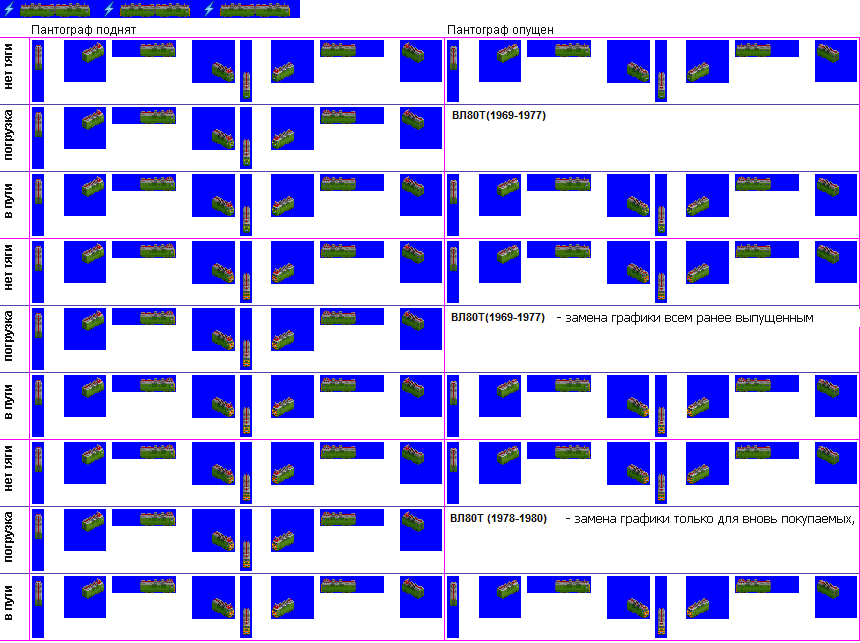 Пантограф поднят
Пантограф опущен
нет тяги
погрузка
ВЛ80Т(1969-1977)
в пути
нет тяги
погрузка
ВЛ80Т(1969-1977) - замена графики всем ранее выпущенным
в пути
нет тяги
погрузка
ВЛ80Т (1978-1980) - замена графики только для вновь покупаемых,
в пути